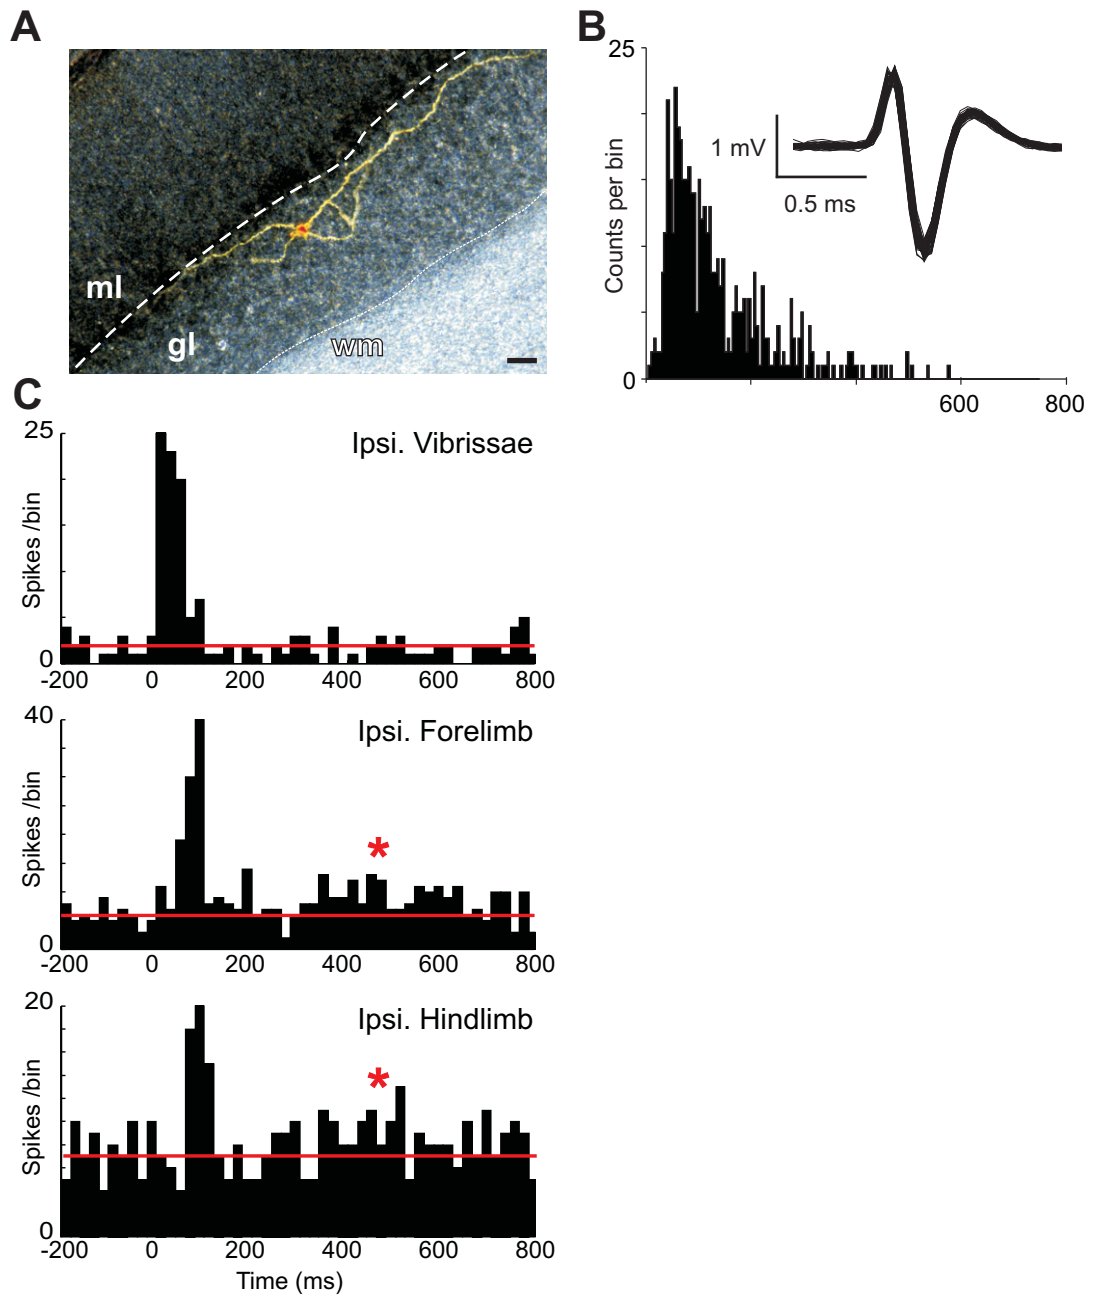 A
ml
gl
wm
B
25
Counts per bin
0
1 mV
0.5 ms
600
800
C
25
Ipsi. Vibrissae
Spikes /bin
0
-200 0 200 400 600 800
40
Ipsi. Forelimb
Spikes /bin
*
0
-200 0 200 400 600 800
20
Ipsi. Hindlimb
Spikes /bin
*
0
-200 0 200 400 600 800
Time (ms)